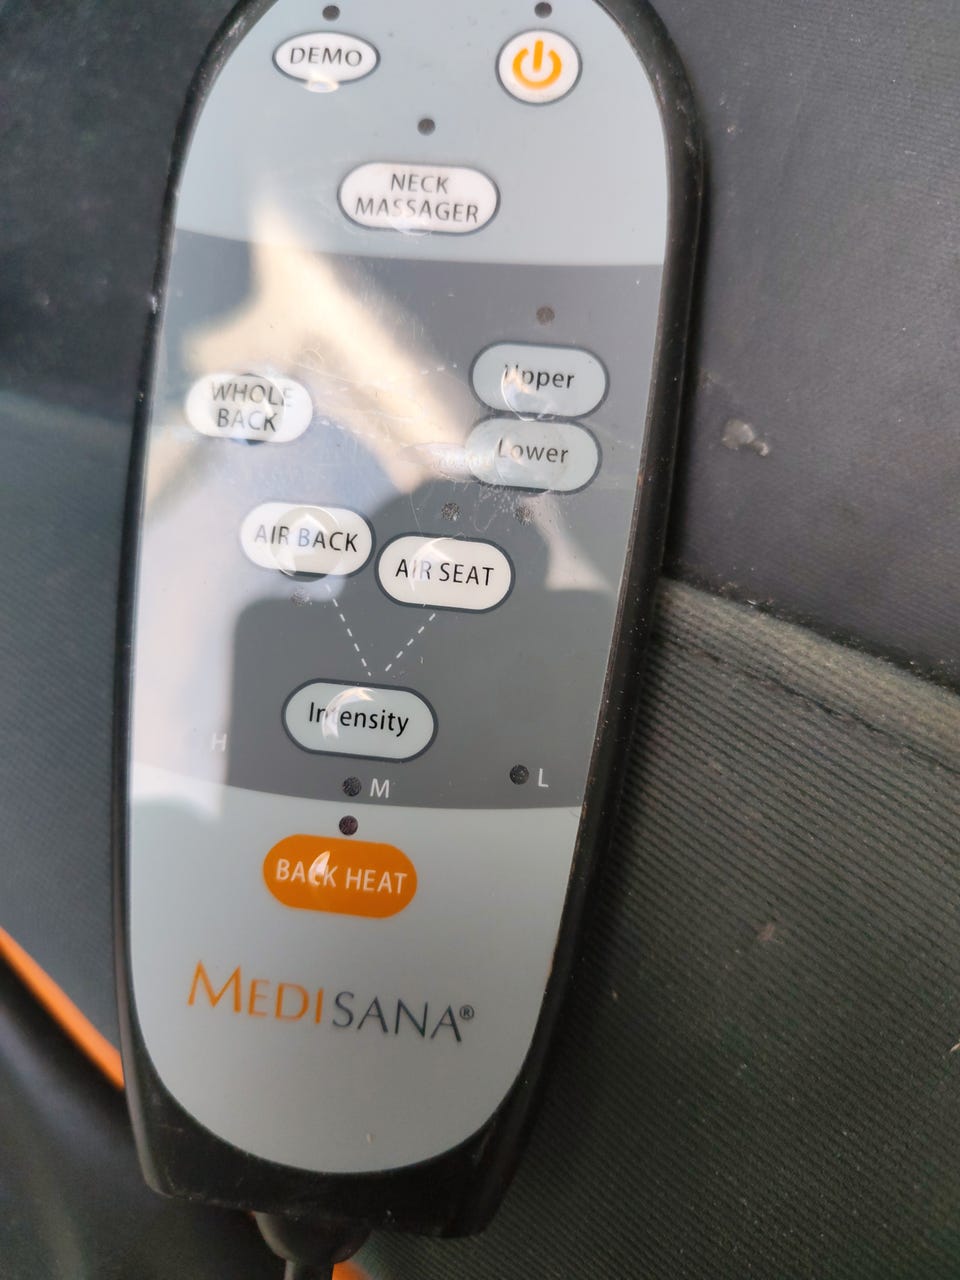 DEMO
NECK
MASSAGER
Upper
WHOLE
BACK
Lower
AIR BACK
AIR SEAT
Intensity
H
M
L
BACK HEAT
MEDISANA®